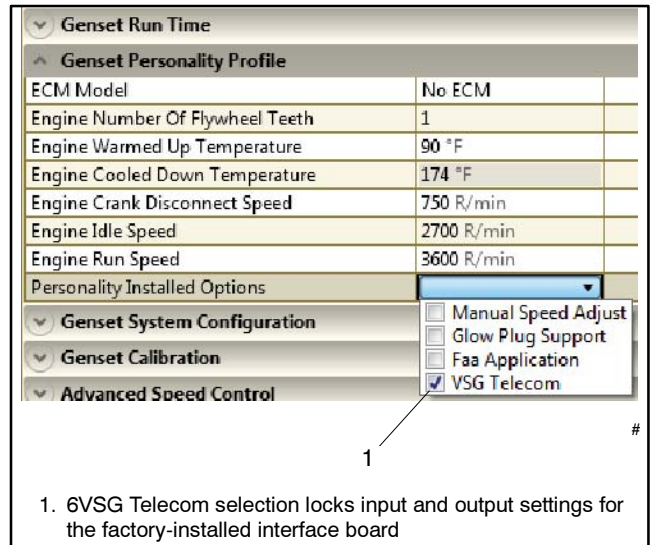 Genset Run Time
Genset Personality Profile
ECM Model No ECM
Engine Number Of Flywheel Teeth 1
Engine Warmed Up Temperature 90 °F
Engine Cooled Down Temperature 174 °F
Engine Crank Disconnect Speed 750 R/min
Engine Idle Speed 2700 R/min
Engine Run Speed 3600 R/min
Personality Installed Options
Manual Speed Adjust
Glow Plug Support
Faa Application
VSG Telecom
Genset System Configuration
Genset Calibration
Advanced Speed Control
#
1
1. 6VSG Telecom selection locks input and output settings for
the factory-installed interface board